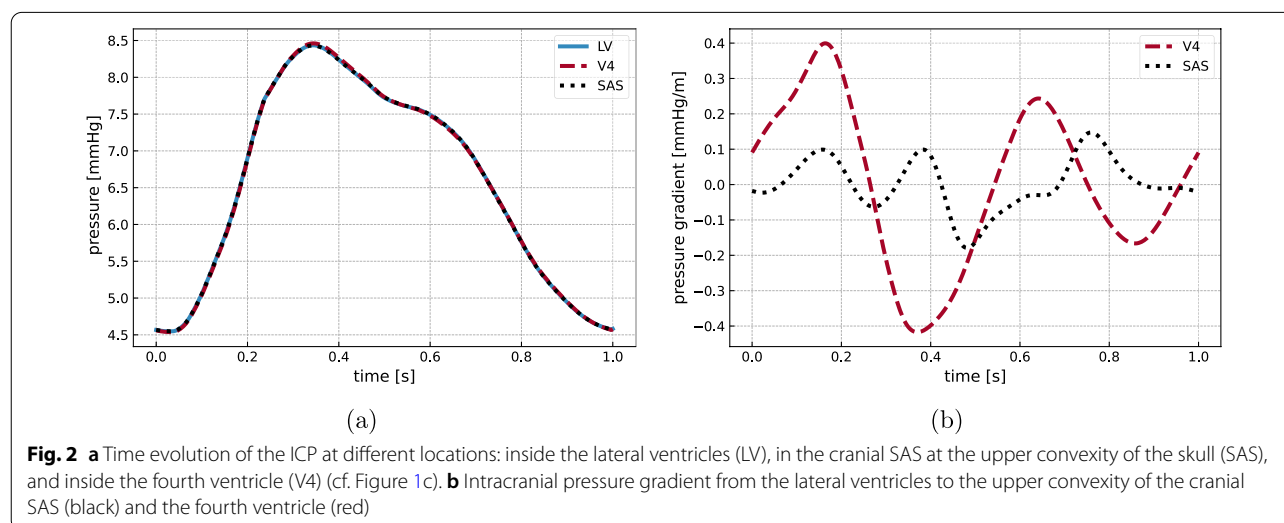 8.5
8.0
7.5
7.0
6.5
6.0
5.5
5.0
4.5
pressure [mmHg]
LV
V4
SAS
0.0 0.2 0.4 0.6 0.8 1.0
time [s]
(a)
0.4
0.3
0.2
0.1
0.0
−0.1
−0.2
−0.3
−0.4
pressure gradient [mmHg/m]
V4
SAS
0.0 0.2 0.4 0.6 0.8 1.0
time [s]
(b)
Fig. 2 a Time evolution of the ICP at different locations: inside the lateral ventricles (LV), in the cranial SAS at the upper convexity of the skull (SAS),
and inside the fourth ventricle (V4) (cf. Figure 1c). b Intracranial pressure gradient from the lateral ventricles to the upper convexity of the cranial
SAS (black) and the fourth ventricle (red)